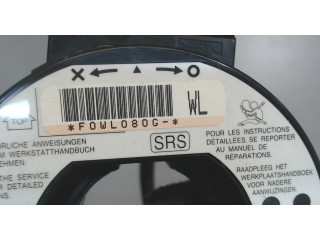 WL
*F0WL080G-*
TOP
SRS
RLICHE ANWEISUNGEN
M WERKSTATTHANDBUCH
EHMEN.
THE SERVICE
R DETAILED
NS.
POUR LES INSTRUCTIONS
DÉTAILLÉES, SE REPORTER
AU MANUEL DE
RÉPARATIONS.
RAADPLEEG HET
WERKPLAATSHANDBOEK
VOOR NADERE
AANWIJZINGEN.